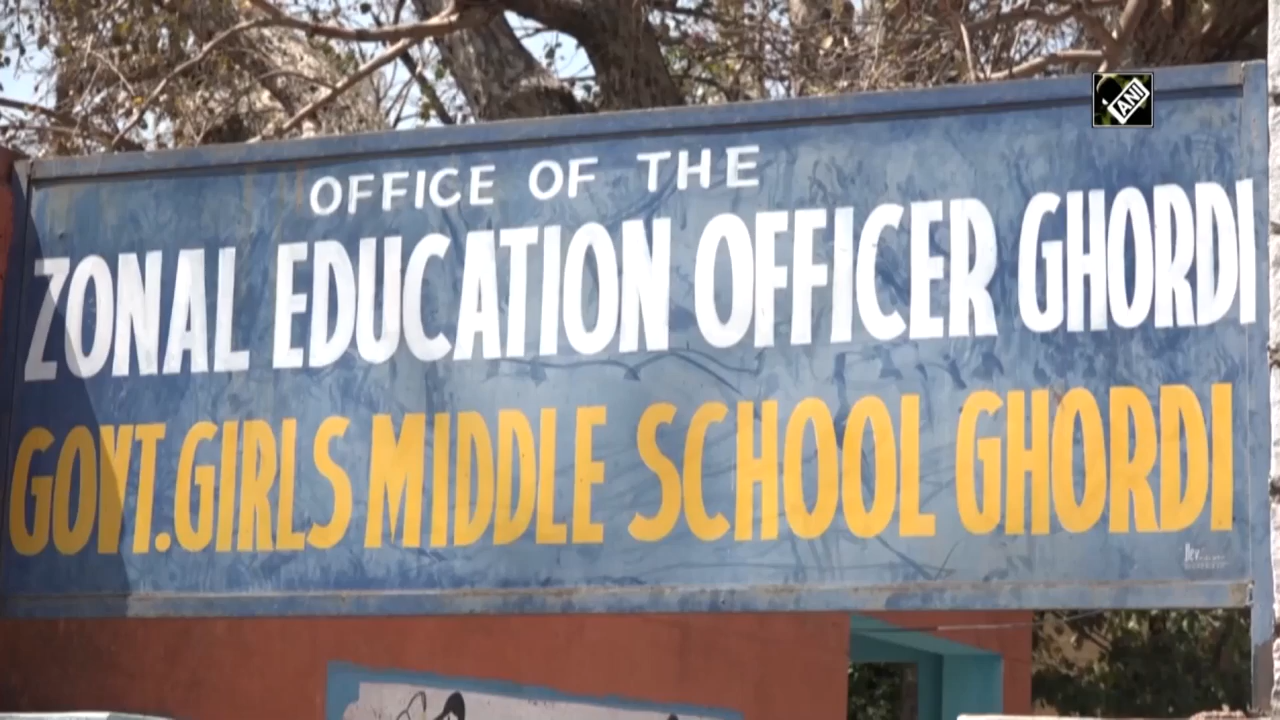 ANI
OFFICE OF THE
ZONAL EDUCATION OFFICER GHORDI
GOVT.GIRLS MIDDLE SCHOOL GHORDI